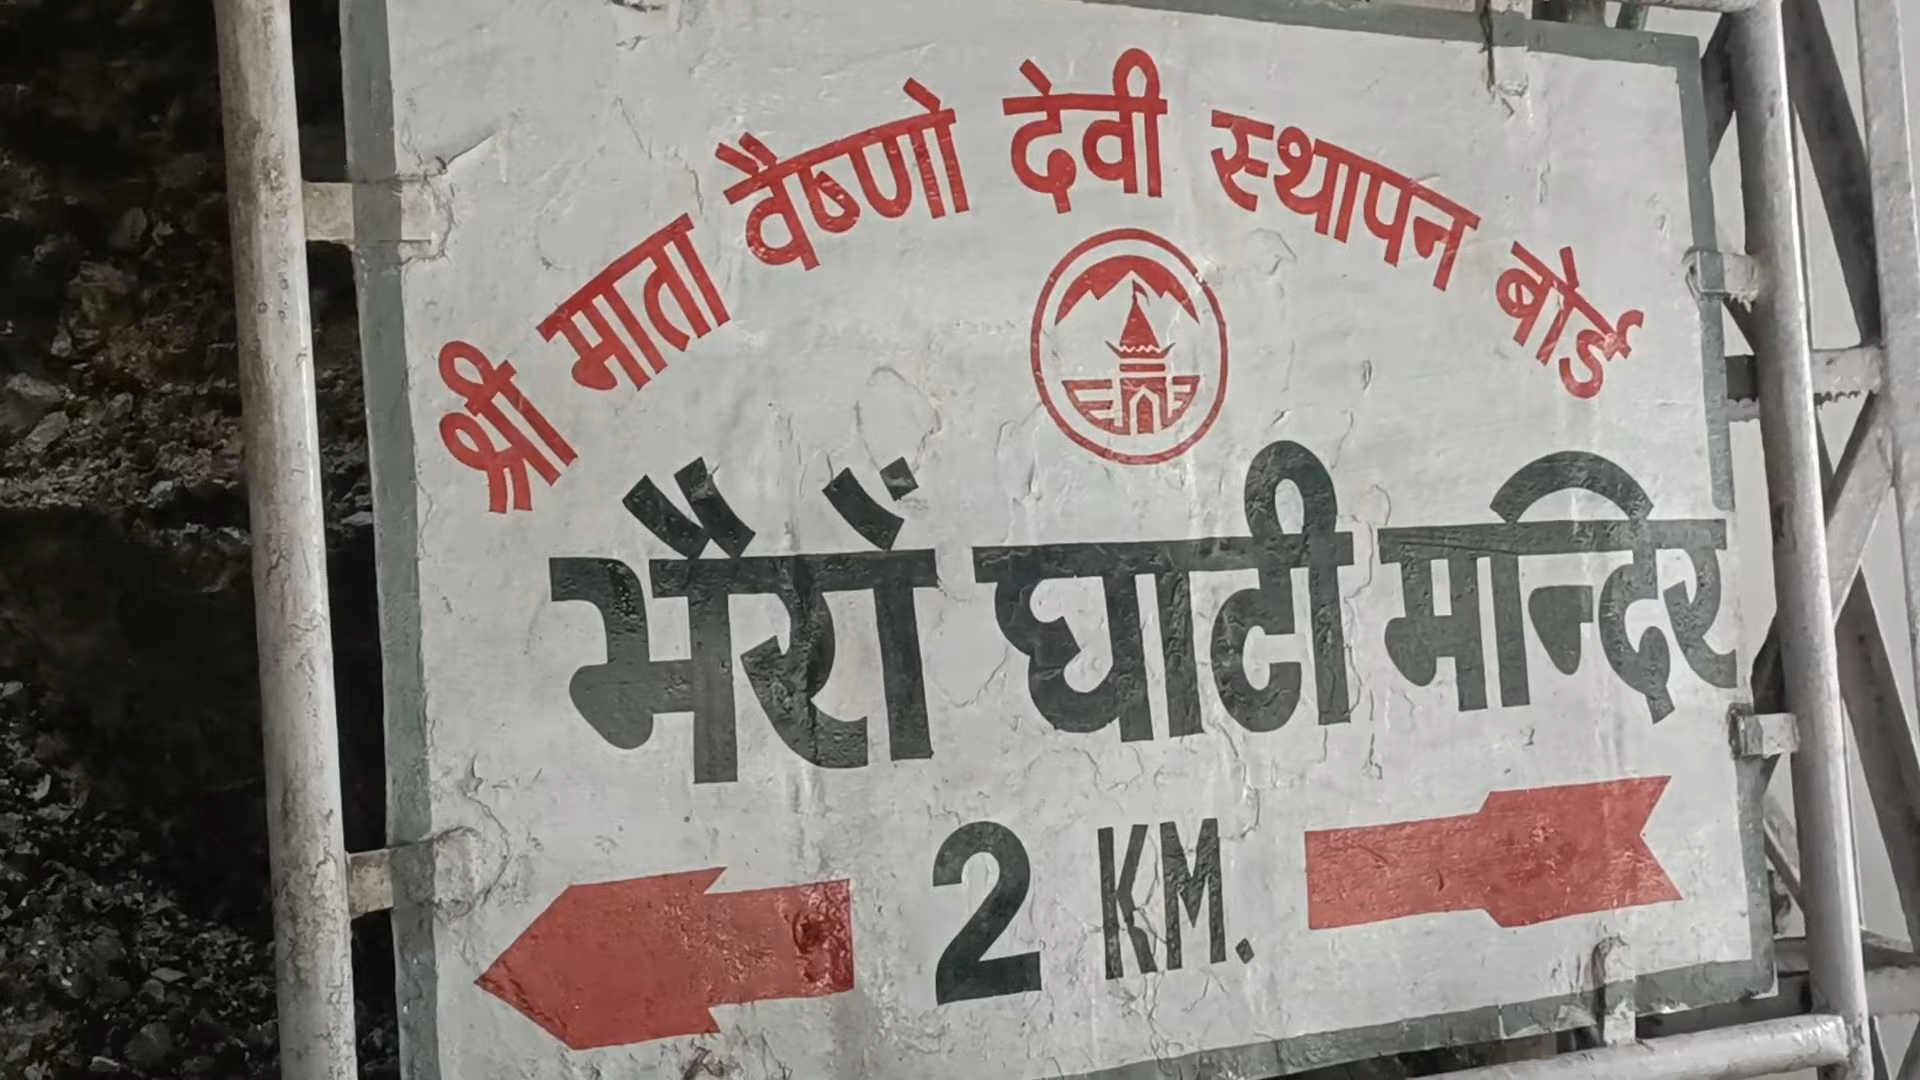 श्री माता वैष्णो देवी स्थापन बोर्ड
भैरों घाटी मन्दिर
2 KM.